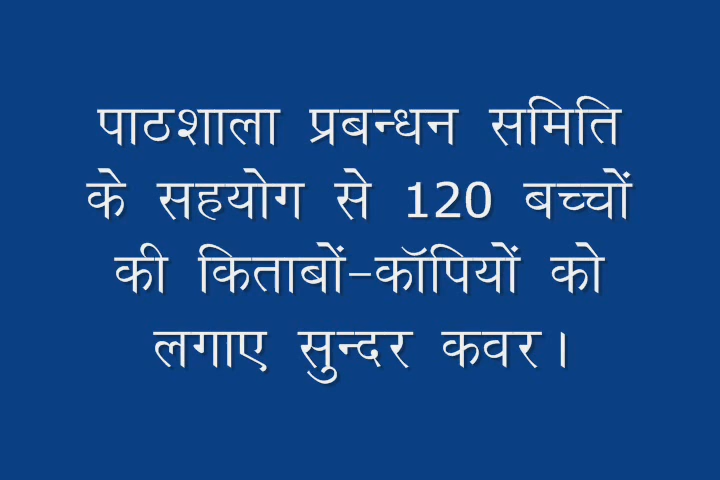 पाठशाला प्रबन्धन समिति
के सहयोग से 120 बच्चों
की किताबों-कॉपियों को
लगाए सुन्दर कवर।